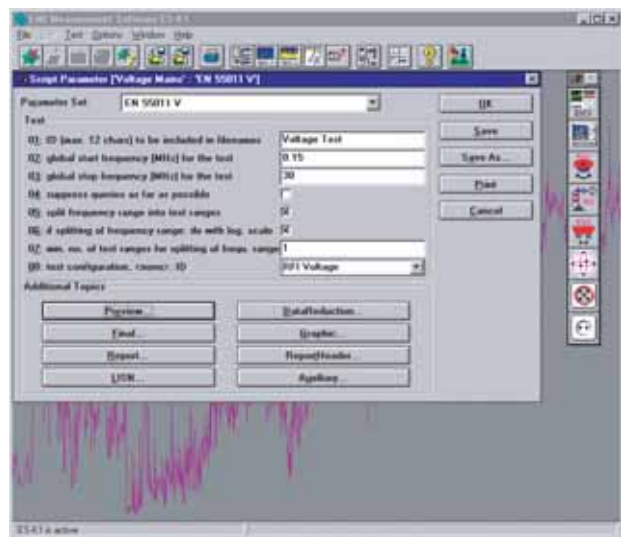 EMI Measurement Software ES-K1
File Test Options Window Help
Script Parameter ['Voltage Mains' : 'EN 55011 V']
Parameter Set: EN 55011 V
OK
Test
01: ID (max. 12 chars) to be included in filenames Voltage Test
Save
02: global start frequency [MHz] for the test 0.15
Save As...
03: global stop frequency [MHz] for the test 30
Print
04: suppress queries as far as possible
05: split frequency range into test ranges
Cancel
06: if splitting of frequency range: do with log. scale
07: min. no. of test ranges for splitting of frequ. range 1
08: test configuration, <name>: ID RFI Voltage
Additional Topics
Preview... DataReduction...
Final... Graphic...
Report... ReportHeader...
LISN... Auxiliary...
ES-K1 is active